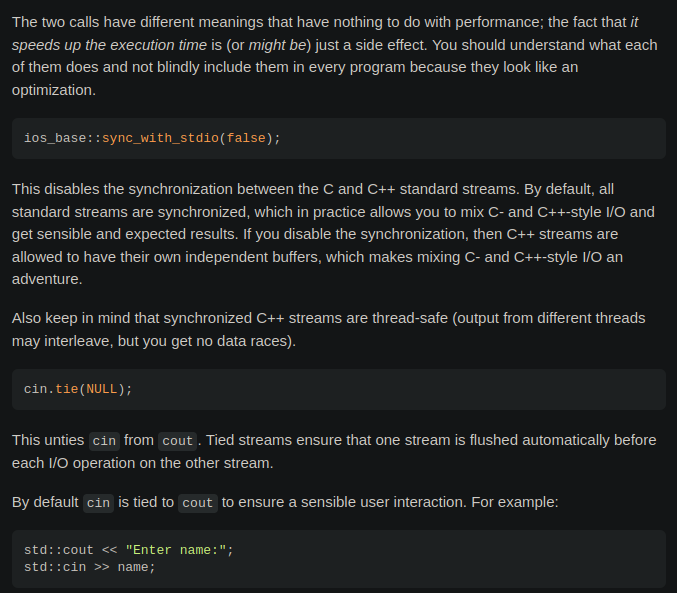 The two calls have different meanings that have nothing to do with performance; the fact that it
speeds up the execution time is (or might be) just a side effect. You should understand what each
of them does and not blindly include them in every program because they look like an
optimization.
ios_base::sync_with_stdio(false);
This disables the synchronization between the C and C++ standard streams. By default, all
standard streams are synchronized, which in practice allows you to mix C- and C++-style I/O and
get sensible and expected results. If you disable the synchronization, then C++ streams are
allowed to have their own independent buffers, which makes mixing C- and C++-style I/O an
adventure.
Also keep in mind that synchronized C++ streams are thread-safe (output from different threads
may interleave, but you get no data races).
cin.tie(NULL);
This unties cin from cout. Tied streams ensure that one stream is flushed automatically before
each I/O operation on the other stream.
By default cin is tied to cout to ensure a sensible user interaction. For example:
std::cout << "Enter name:";
std::cin >> name;